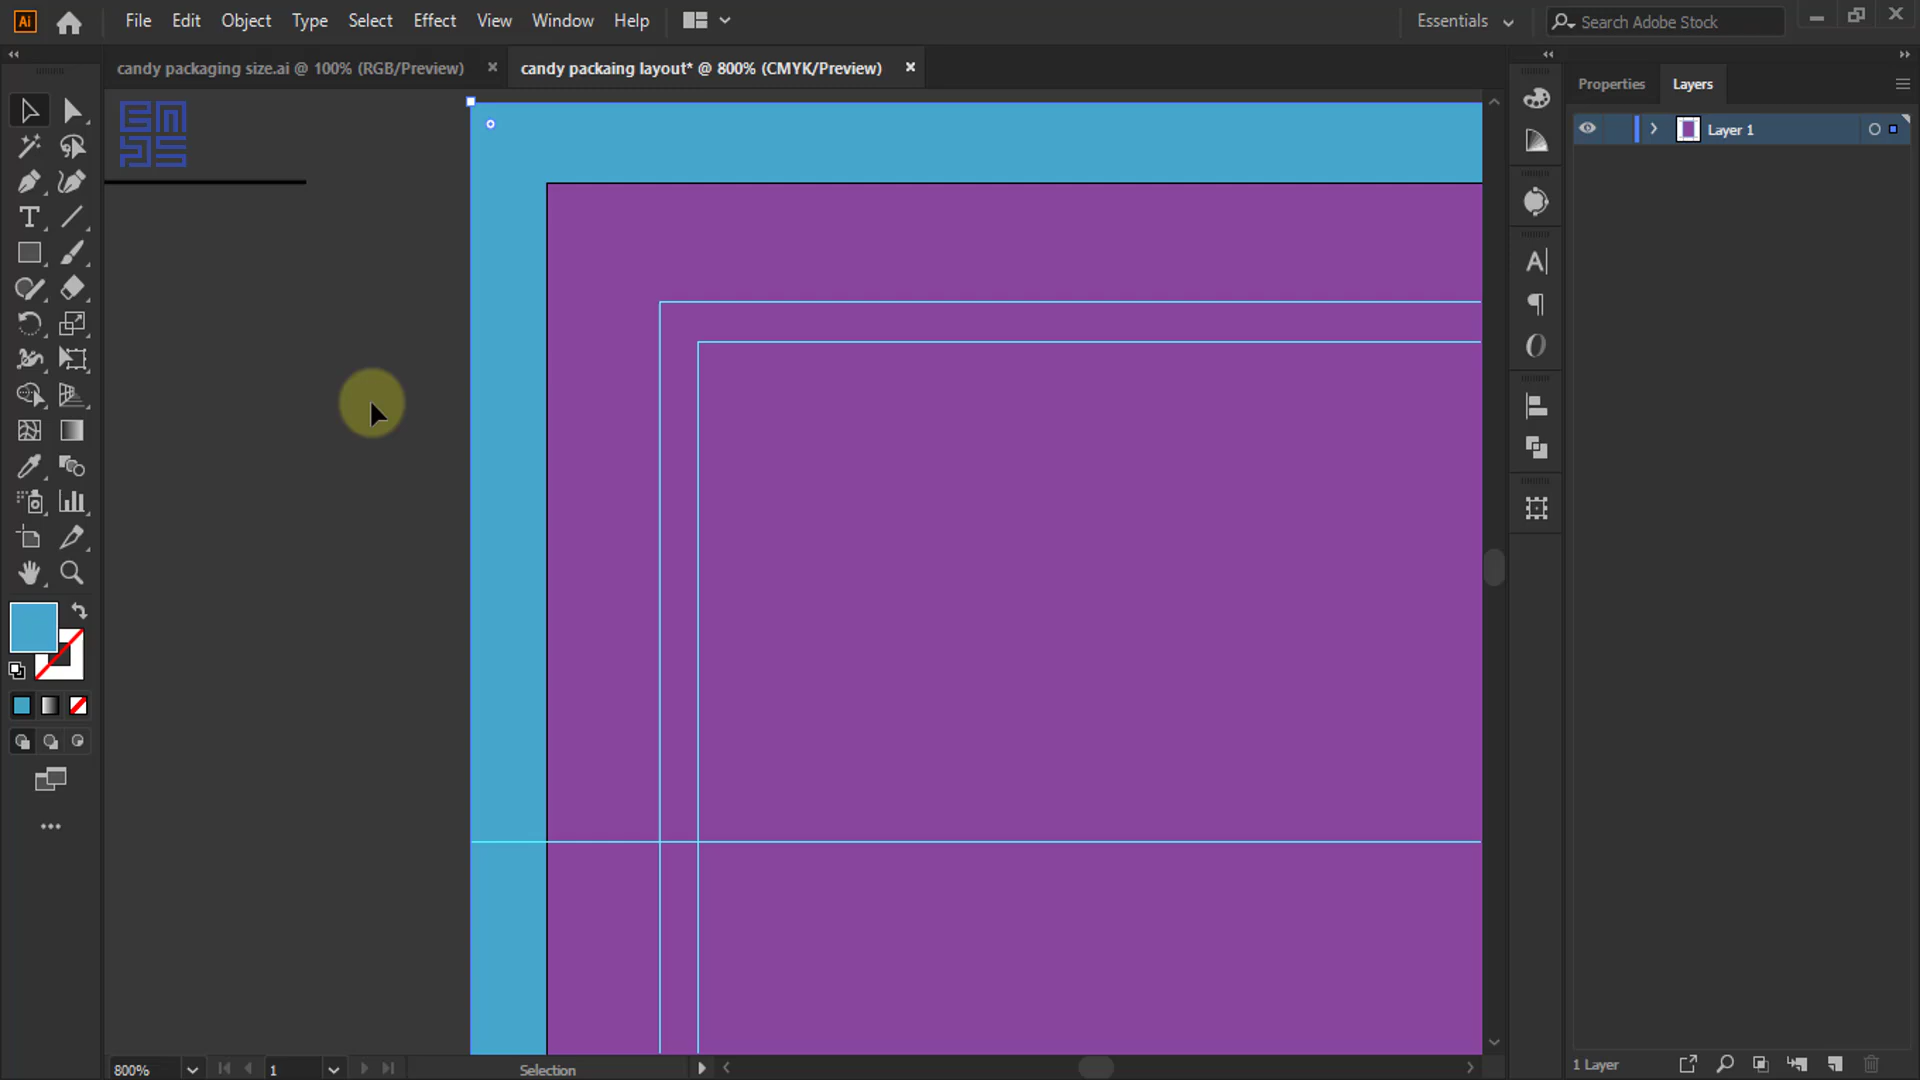 Ai File Edit Object Type Select Effect View Window Help Essentials Search Adobe Stock
candy packaging size.ai @ 100% (RGB/Preview) × candy packaing layout* @ 800% (CMYK/Preview) ×
Properties Layers
Layer 1
800% 1 Selection 1 Layer